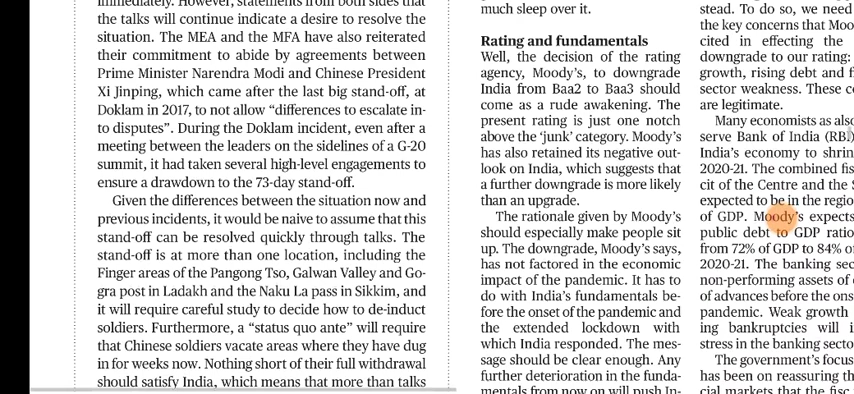 immediately. However, statements from both sides that
the talks will continue indicate a desire to resolve the
situation. The MEA and the MFA have also reiterated
their commitment to abide by agreements between
Prime Minister Narendra Modi and Chinese President
Xi Jinping, which came after the last big stand-off, at
Doklam in 2017, to not allow “differences to escalate in-
to disputes”. During the Doklam incident, even after a
meeting between the leaders on the sidelines of a G-20
summit, it had taken several high-level engagements to
ensure a drawdown to the 73-day stand-off.
Given the differences between the situation now and
previous incidents, it would be naive to assume that this
stand-off can be resolved quickly through talks. The
stand-off is at more than one location, including the
Finger areas of the Pangong Tso, Galwan Valley and Go-
gra post in Ladakh and the Naku La pass in Sikkim, and
it will require careful study to decide how to de-induct
soldiers. Furthermore, a “status quo ante” will require
that Chinese soldiers vacate areas where they have dug
in for weeks now. Nothing short of their full withdrawal
should satisfy India, which means that more than talks
much sleep over it.
Rating and fundamentals
Well, the decision of the rating
agency, Moody’s, to downgrade
India from Baa2 to Baa3 should
come as a rude awakening. The
present rating is just one notch
above the ‘junk’ category. Moody’s
has also retained its negative out-
look on India, which suggests that
a further downgrade is more likely
than an upgrade.
The rationale given by Moody’s
should especially make people sit
up. The downgrade, Moody’s says,
has not factored in the economic
impact of the pandemic. It has to
do with India’s fundamentals be-
fore the onset of the pandemic and
the extended lockdown with
which India responded. The mes-
sage should be clear enough. Any
further deterioration in the funda-
mentals from now on will push In-
stead. To do so, we need
the key concerns that Moo
cited in effecting the
downgrade to our rating:
growth, rising debt and f
sector weakness. These c
are legitimate.
Many economists as also
serve Bank of India (RBI)
India’s economy to shrin
2020-21. The combined fis
cit of the Centre and the S
expected to be in the regio
of GDP. Moody’s expects
public debt to GDP ratio
from 72% of GDP to 84% o
2020-21. The banking sec
non-performing assets of
of advances before the ons
pandemic. Weak growth
ing bankruptcies will i
stress in the banking secto
The government’s focus
has been on reassuring th
cial markets that the fisc